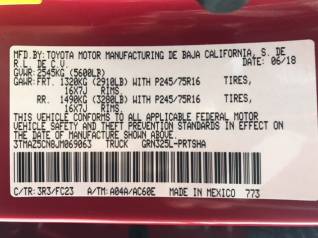 MFD.BY:TOYOTA MOTOR MANUFACTURING DE BAJA CALIFORNIA, S. DE
R.L. DE C.V. DATE: 06/18
GVWR:2545KG (5600LB)
GAWR:FRT. 1320KG (2910LB) WITH P245/75R16 TIRES,
16X7J RIMS.
RR. 1490KG (3280LB) WITH P245/75R16 TIRES,
16X7J RIMS.
THIS VEHICLE CONFORMS TO ALL APPLICABLE FEDERAL MOTOR
VEHICLE SAFETY AND THEFT PREVENTION STANDARDS IN EFFECT ON
THE DATE OF MANUFACTURE SHOWN ABOVE.
3TMAZ5CN8JM069063 TRUCK GRN325L-PRTSHA
C/TR:3R3/FC23 A/TM:A04A/AC60E MADE IN MEXICO 773